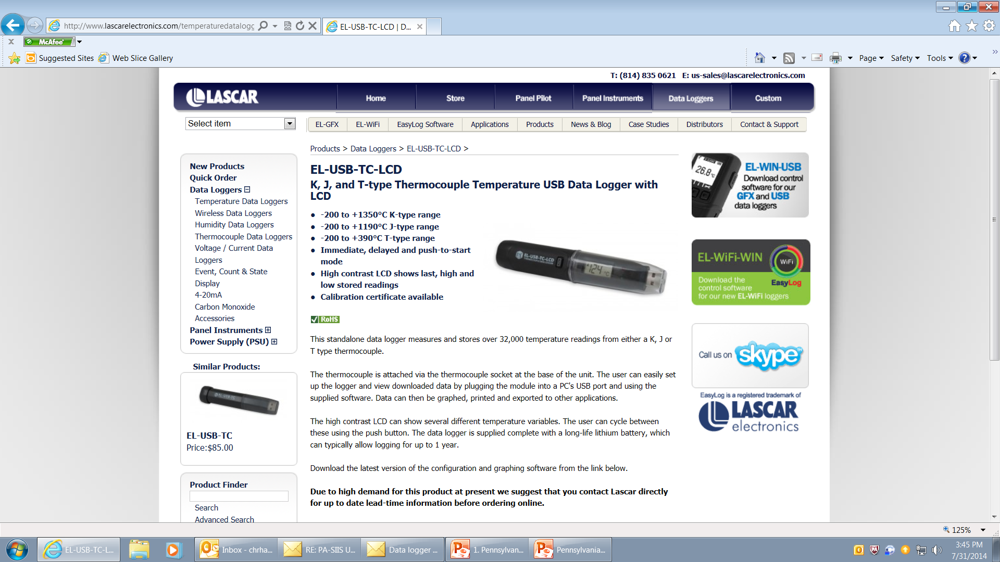 http://www.lascarelectronics.com/temperaturedatalogg
EL-USB-TC-LCD | D...
McAfee
Suggested Sites
Web Slice Gallery
Page
Safety
Tools
T: (814) 835 0621 E: us-sales@lascarelectronics.com
LASCAR
Home
Store
Panel Pilot
Panel Instruments
Data Loggers
Custom
Select item
EL-GFX
EL-WiFi
EasyLog Software
Applications
Products
News & Blog
Case Studies
Distributors
Contact & Support
New Products
Quick Order
Data Loggers
Temperature Data Loggers
Wireless Data Loggers
Humidity Data Loggers
Thermocouple Data Loggers
Voltage / Current Data
Loggers
Event, Count & State
Display
4-20mA
Carbon Monoxide
Accessories
Panel Instruments
Power Supply (PSU)
Similar Products:
EL-USB-TC
EL-USB-TC
Price:$85.00
Product Finder
Search
Advanced Search
Products > Data Loggers > EL-USB-TC-LCD >
EL-USB-TC-LCD
K, J, and T-type Thermocouple Temperature USB Data Logger with
LCD
● -200 to +1350°C K-type range
● -200 to +1190°C J-type range
● -200 to +390°C T-type range
● Immediate, delayed and push-to-start
mode
● High contrast LCD shows last, high and
low stored readings
● Calibration certificate available
EL-USB-TC-LCD
124 °C
RoHS
This standalone data logger measures and stores over 32,000 temperature readings from either a K, J or
T type thermocouple.
The thermocouple is attached via the thermocouple socket at the base of the unit. The user can easily set
up the logger and view downloaded data by plugging the module into a PC's USB port and using the
supplied software. Data can then be graphed, printed and exported to other applications.
The high contrast LCD can show several different temperature variables. The user can cycle between
these using the push button. The data logger is supplied complete with a long-life lithium battery, which
can typically allow logging for up to 1 year.
Download the latest version of the configuration and graphing software from the link below.
Due to high demand for this product at present we suggest that you contact Lascar directly
for up to date lead-time information before ordering online.
26.8°C
EL-WIN-USB
Download control
software for our
GFX and USB
data loggers
EL-WiFi-WIN
WiFi
EasyLog
Download the
control software
for our new EL-WiFi loggers
Call us on skype™
EasyLog is a registered trademark of
LASCAR
electronics
125%
EL-USB-TC-L...
Inbox - chrha...
RE: PA-SIIS U...
Data logger ...
1. Pennsylvan...
Pennsylvania...
3:45 PM
7/31/2014